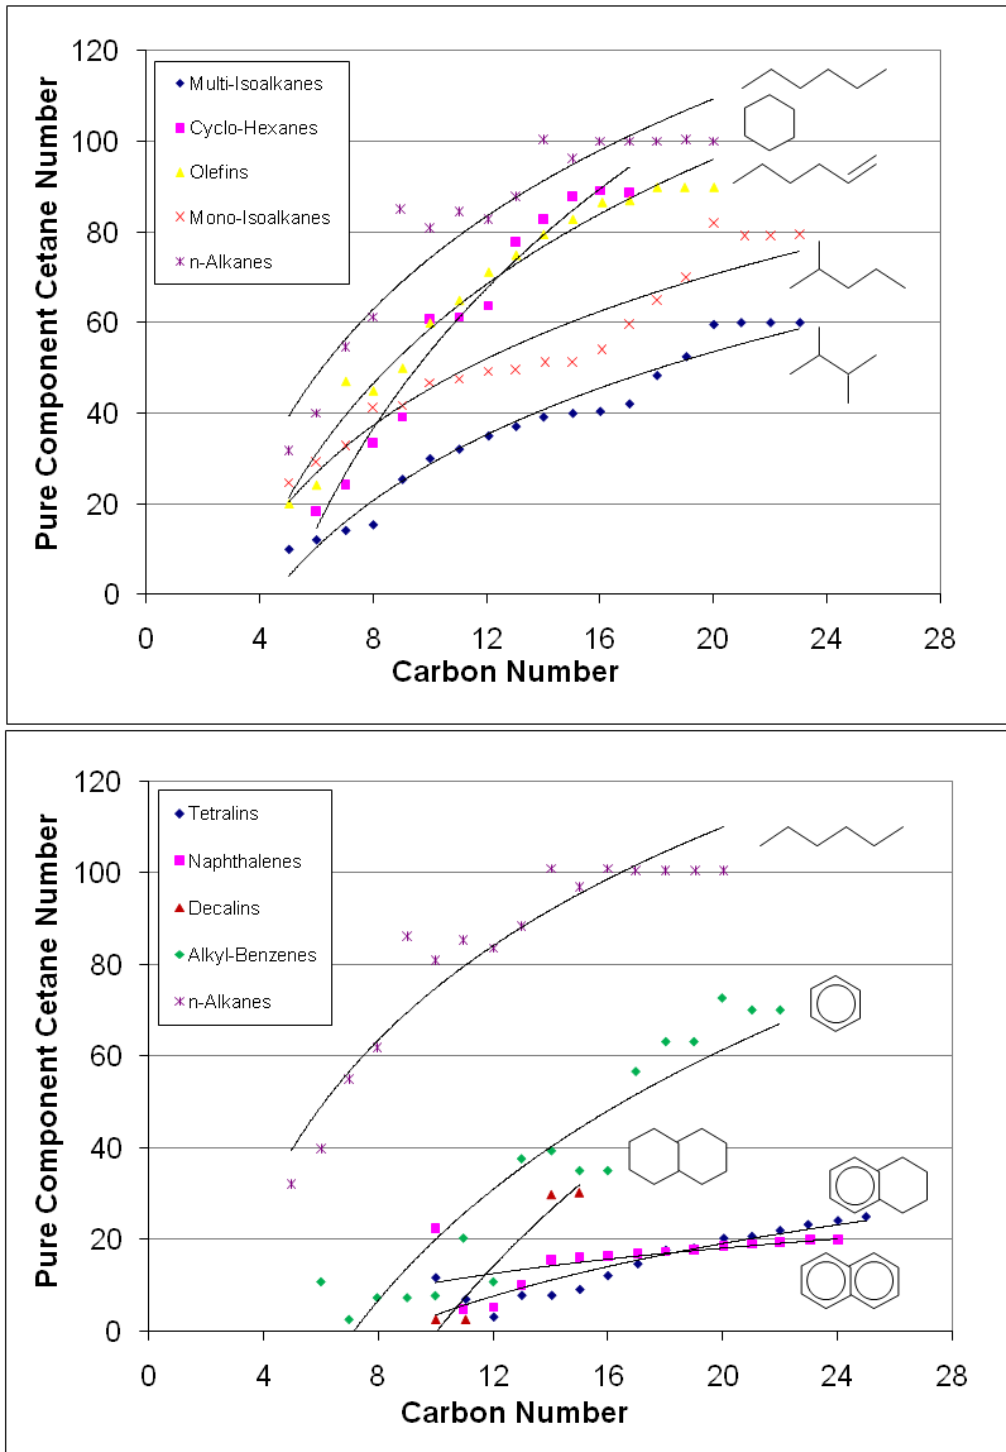 120
100
80
60
40
20
0
Pure Component Cetane Number
Multi-Isoalkanes
Cyclo-Hexanes
Olefins
Mono-Isoalkanes
n-Alkanes
0 4 8 12 16 20 24 28
Carbon Number
120
100
80
60
40
20
0
Pure Component Cetane Number
Tetralins
Naphthalenes
Decalins
Alkyl-Benzenes
n-Alkanes
0 4 8 12 16 20 24 28
Carbon Number